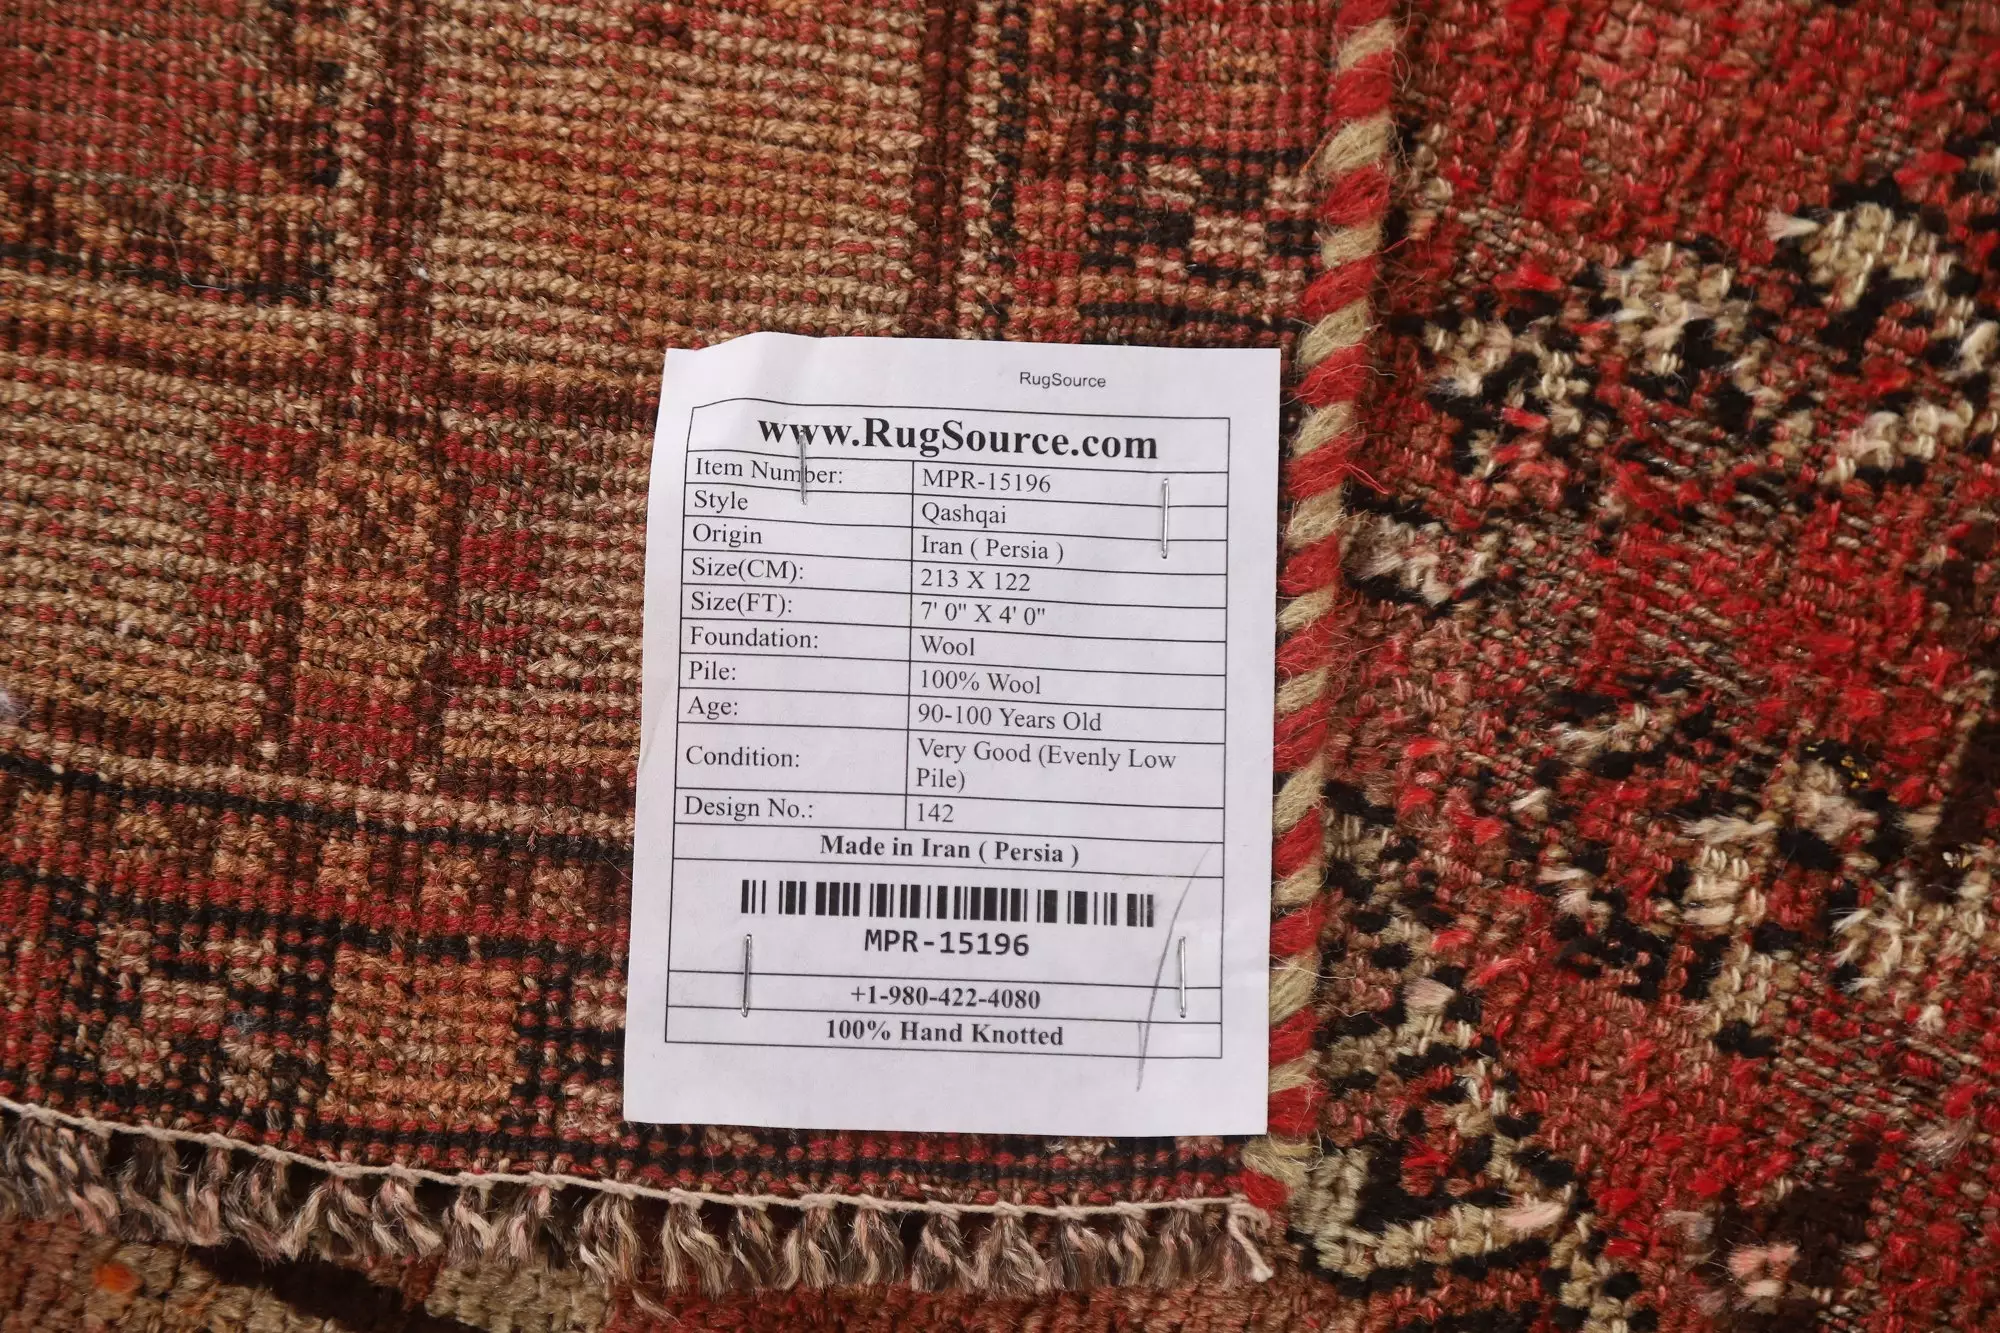 RugSource
www.RugSource.com
Item Number: MPR-15196
Style Qashqai
Origin Iran ( Persia )
Size(CM): 213 X 122
Size(FT): 7' 0" X 4' 0"
Foundation: Wool
Pile: 100% Wool
Age: 90-100 Years Old
Condition: Very Good (Evenly Low
Pile)
Design No.: 142
Made in Iran ( Persia )
MPR-15196
+1-980-422-4080
100% Hand Knotted